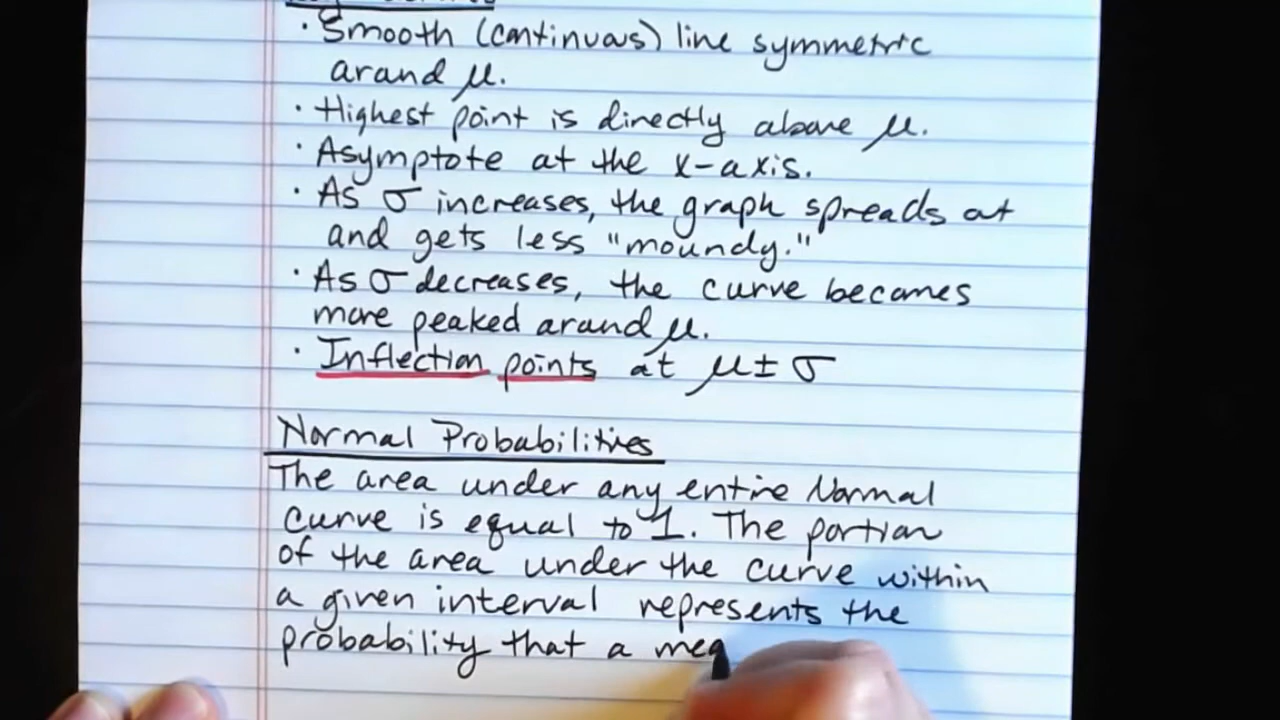 · Smooth (continuous) line symmetric
around μ.
· Highest point is directly above μ.
· Asymptote at the x-axis.
· As σ increases, the graph spreads out
and gets less "moundy."
· As σ decreases, the curve becomes
more peaked around μ.
· Inflection points at μ ± σ
Normal Probabilities
The area under any entire Normal
curve is equal to 1. The portion
of the area under the curve within
a given interval represents the
probability that a mea